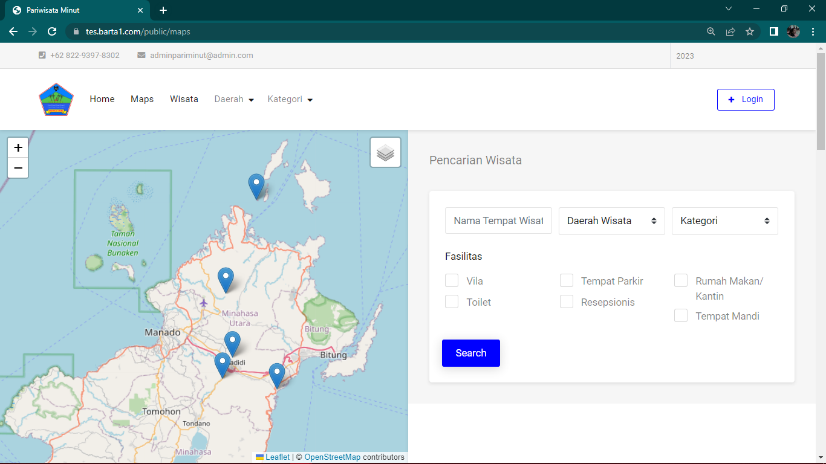 Pariwisata Minut
tes.barta1.com/public/maps
+62 822-9397-8302
adminpariminut@admin.com
2023
Home
Maps
Wisata
Daerah
Kategori
+ Login
+
−
Taman
Nasional
Bunaken
Minahasa
Utara
Manado
Bitung
Bitung
Tomohon
Tondano
Minahasa
Leaflet | © OpenStreetMap contributors
Pencarian Wisata
Nama Tempat Wisat
Daerah Wisata
Kategori
Fasilitas
Vila
Tempat Parkir
Rumah Makan/
Kantin
Toilet
Resepsionis
Tempat Mandi
Search